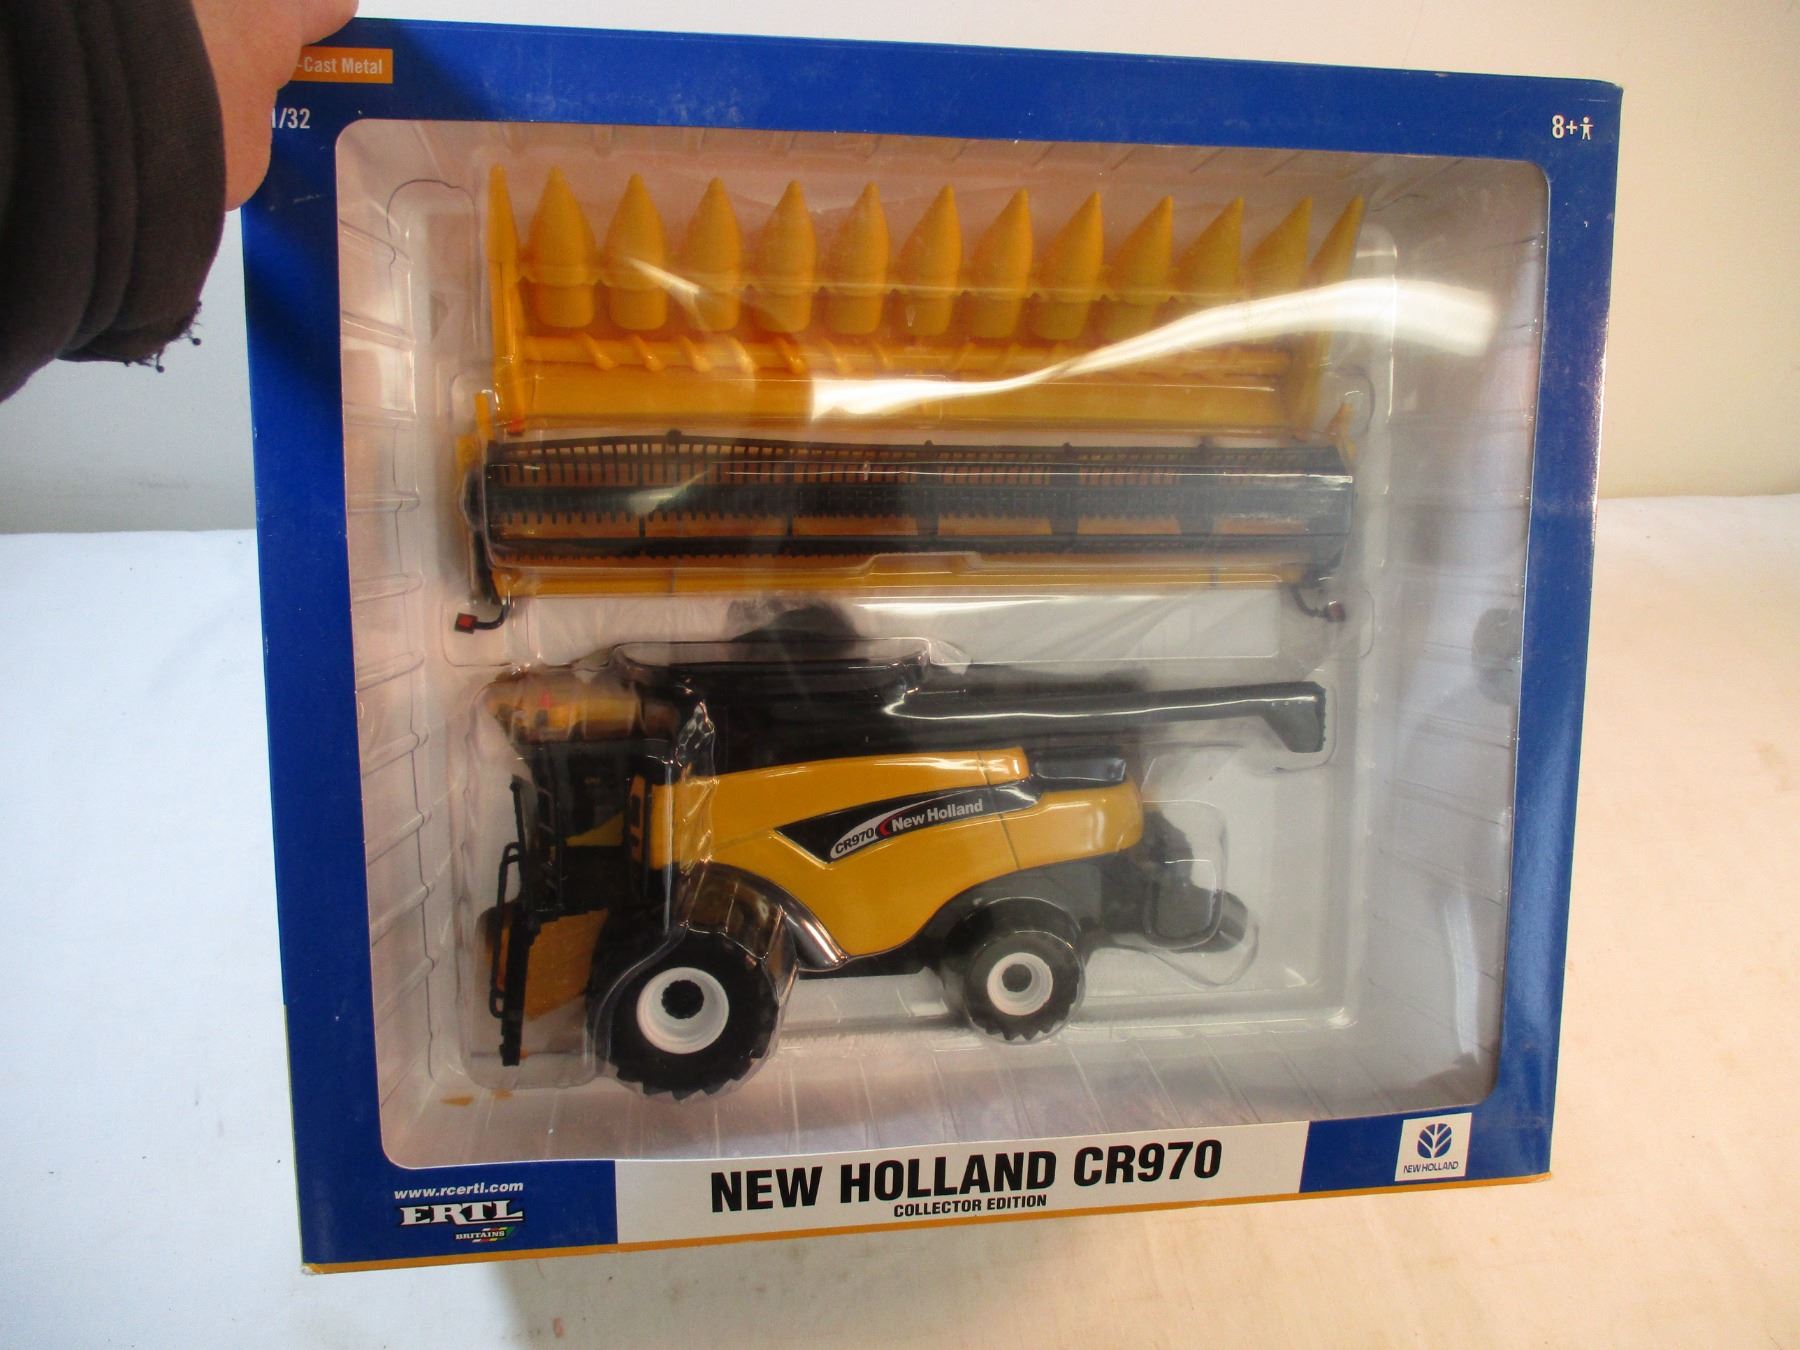 -Cast Metal
1/32
8+
CR970 New Holland
www.rcertl.com
ERTL
BRITAINS
NEW HOLLAND CR970
COLLECTOR EDITION
NEW HOLLAND